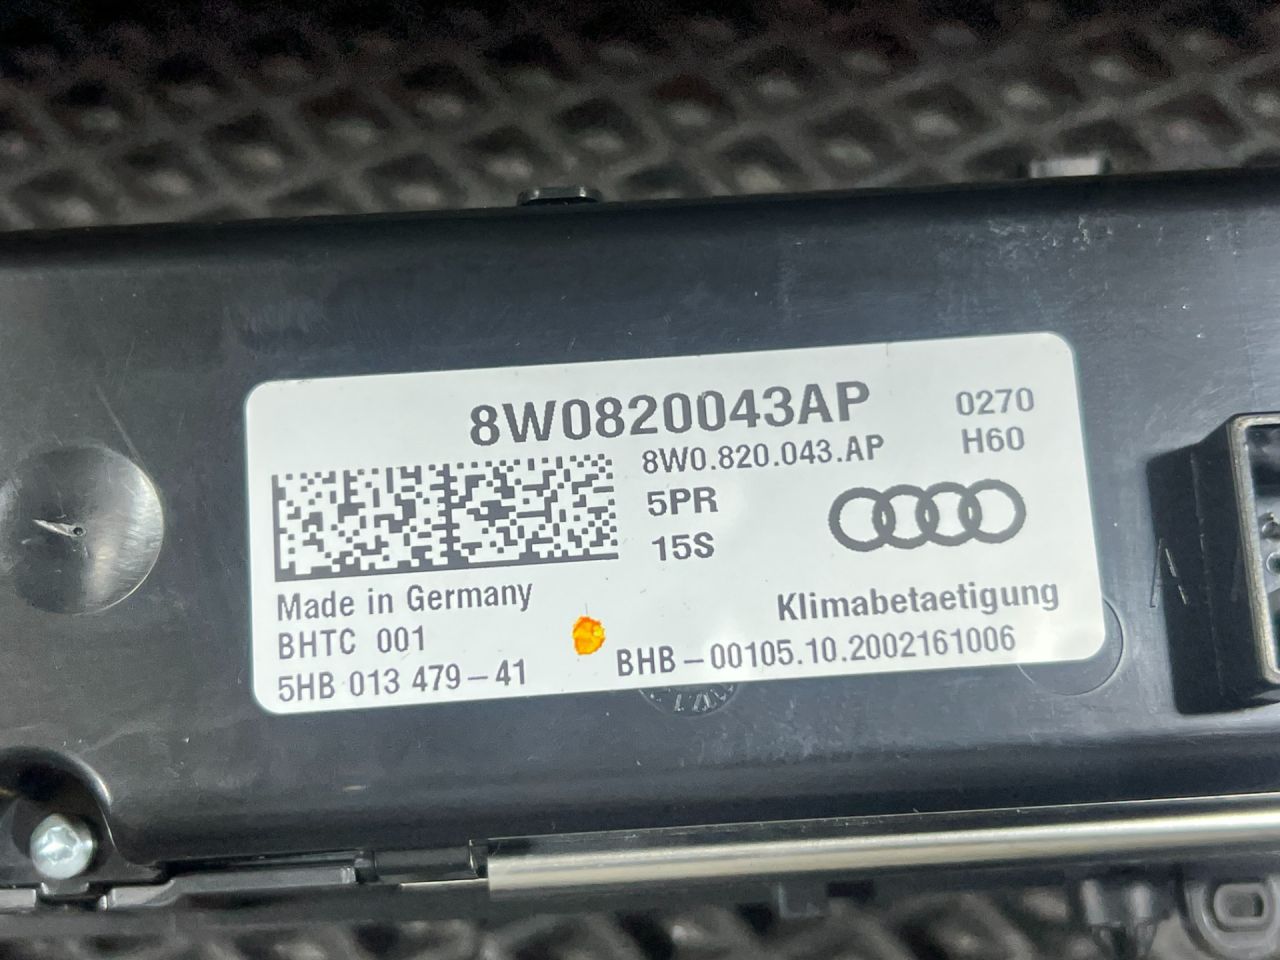 8W0820043AP
0270
8W0.820.043.AP
H60
5PR
15S
Made in Germany
Klimabetaetigung
BHTC 001
BHB-00105.10.2002161006
5HB 013 479-41